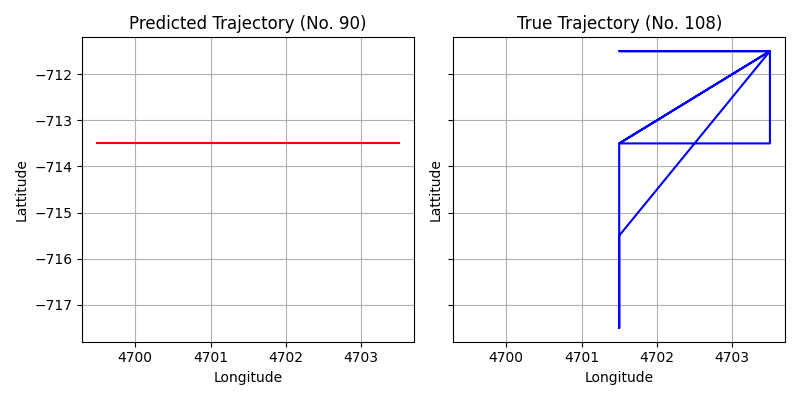 Predicted Trajectory (No. 90)
True Trajectory (No. 108)
−712
−713
−714
−715
−716
−717
Lattitude
Lattitude
4700 4701 4702 4703
4700 4701 4702 4703
Longitude
Longitude